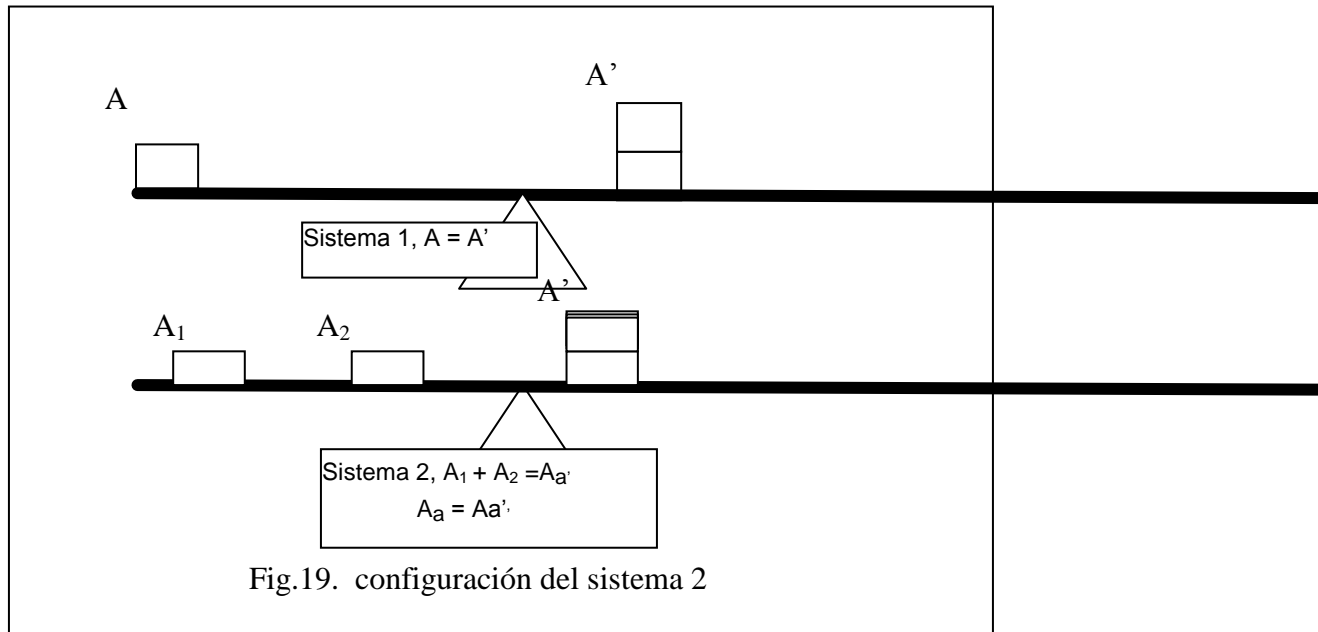 A’
A
Sistema 1, A = A’
A’
A₁ A₂
Sistema 2, A₁ + A₂ =Aa’
Aa = Aa’,
Fig.19. configuración del sistema 2